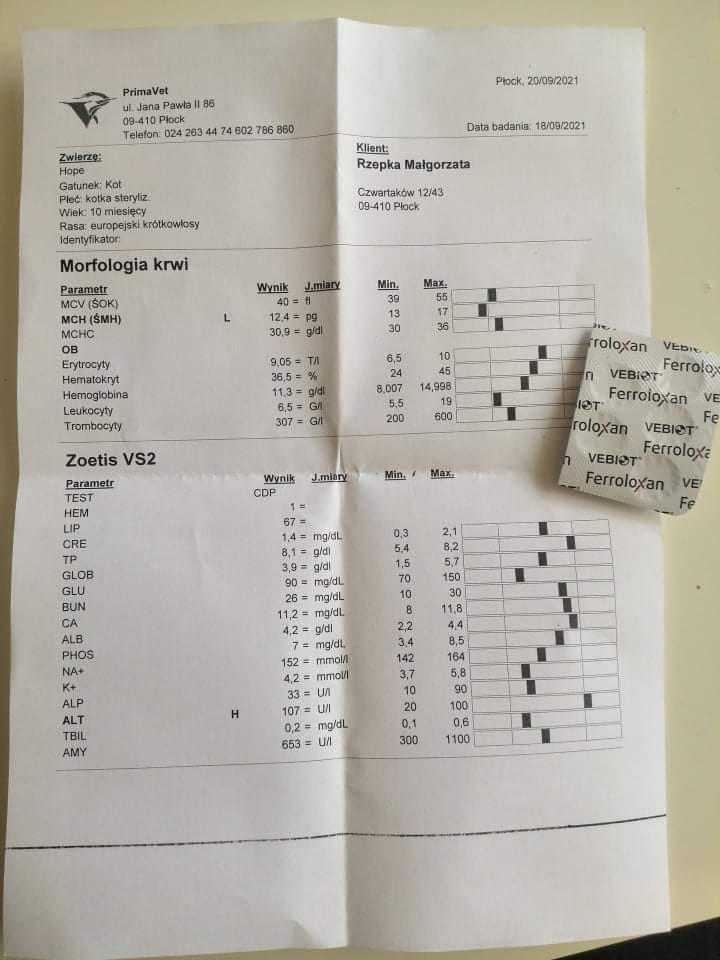 Płock, 20/09/2021
PrimaVet
ul. Jana Pawła II 86
09-410 Płock
Telefon: 024 263 44 74 602 786 860
Data badania: 18/09/2021
Zwierzę:
Hope
Gatunek: Kot
Płeć: kotka steryliz.
Wiek: 10 miesięcy
Rasa: europejski krótkowłosy
Identyfikator:
Klient:
Rzepka Małgorzata
Czwartaków 12/43
09-410 Płock
Morfologia krwi
Parametr Wynik J.miary Min. Max.
MCV (ŚOK) 40 = fl 39 55
MCH (ŚMH) L 12,4 = pg 13 17
MCHC 30,9 = g/dl 30 36
OB
Erytrocyty 9,05 = T/l 6,5 10
Hematokryt 36,5 = % 24 45
Hemoglobina 11,3 = g/dl 8,007 14,998
Leukocyty 6,5 = G/l 5,5 19
Trombocyty 307 = G/l 200 600
Zoetis VS2
Parametr Wynik J.miary Min. Max.
TEST CDP
HEM 1 =
LIP 67 =
CRE 1,4 = mg/dL 0,3 2,1
TP 8,1 = g/dl 5,4 8,2
GLOB 3,9 = g/dl 1,5 5,7
GLU 90 = mg/dL 70 150
BUN 26 = mg/dL 10 30
CA 11,2 = mg/dL 8 11,8
ALB 4,2 = g/dl 2,2 4,4
PHOS 7 = mg/dL 3,4 8,5
NA+ 152 = mmol/l 142 164
K+ 4,2 = mmol/l 3,7 5,8
ALP 33 = U/l 10 90
ALT H 107 = U/l 20 100
TBIL 0,2 = mg/dL 0,1 0,6
AMY 653 = U/l 300 1100
Ferroloxan
VEBIOT®
Ferroloxan
VEBIOT®
Ferroloxan
VEBIOT®
Ferroloxan